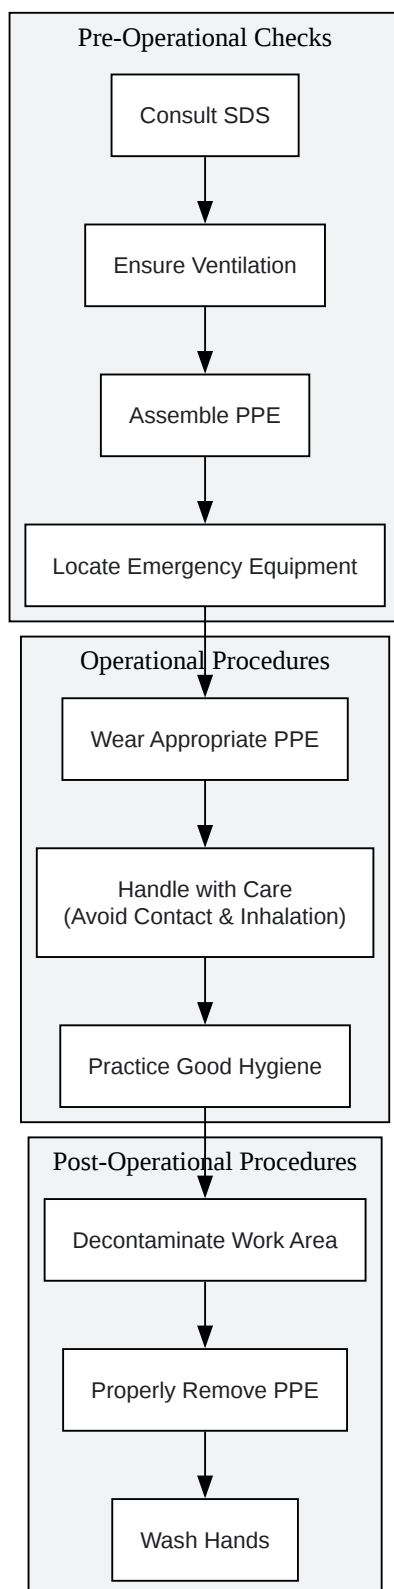 Pre-Operational Checks
Consult SDS
Ensure Ventilation
Assemble PPE
Locate Emergency Equipment
Operational Procedures
Wear Appropriate PPE
Handle with Care
(Avoid Contact & Inhalation)
Practice Good Hygiene
Post-Operational Procedures
Decontaminate Work Area
Properly Remove PPE
Wash Hands